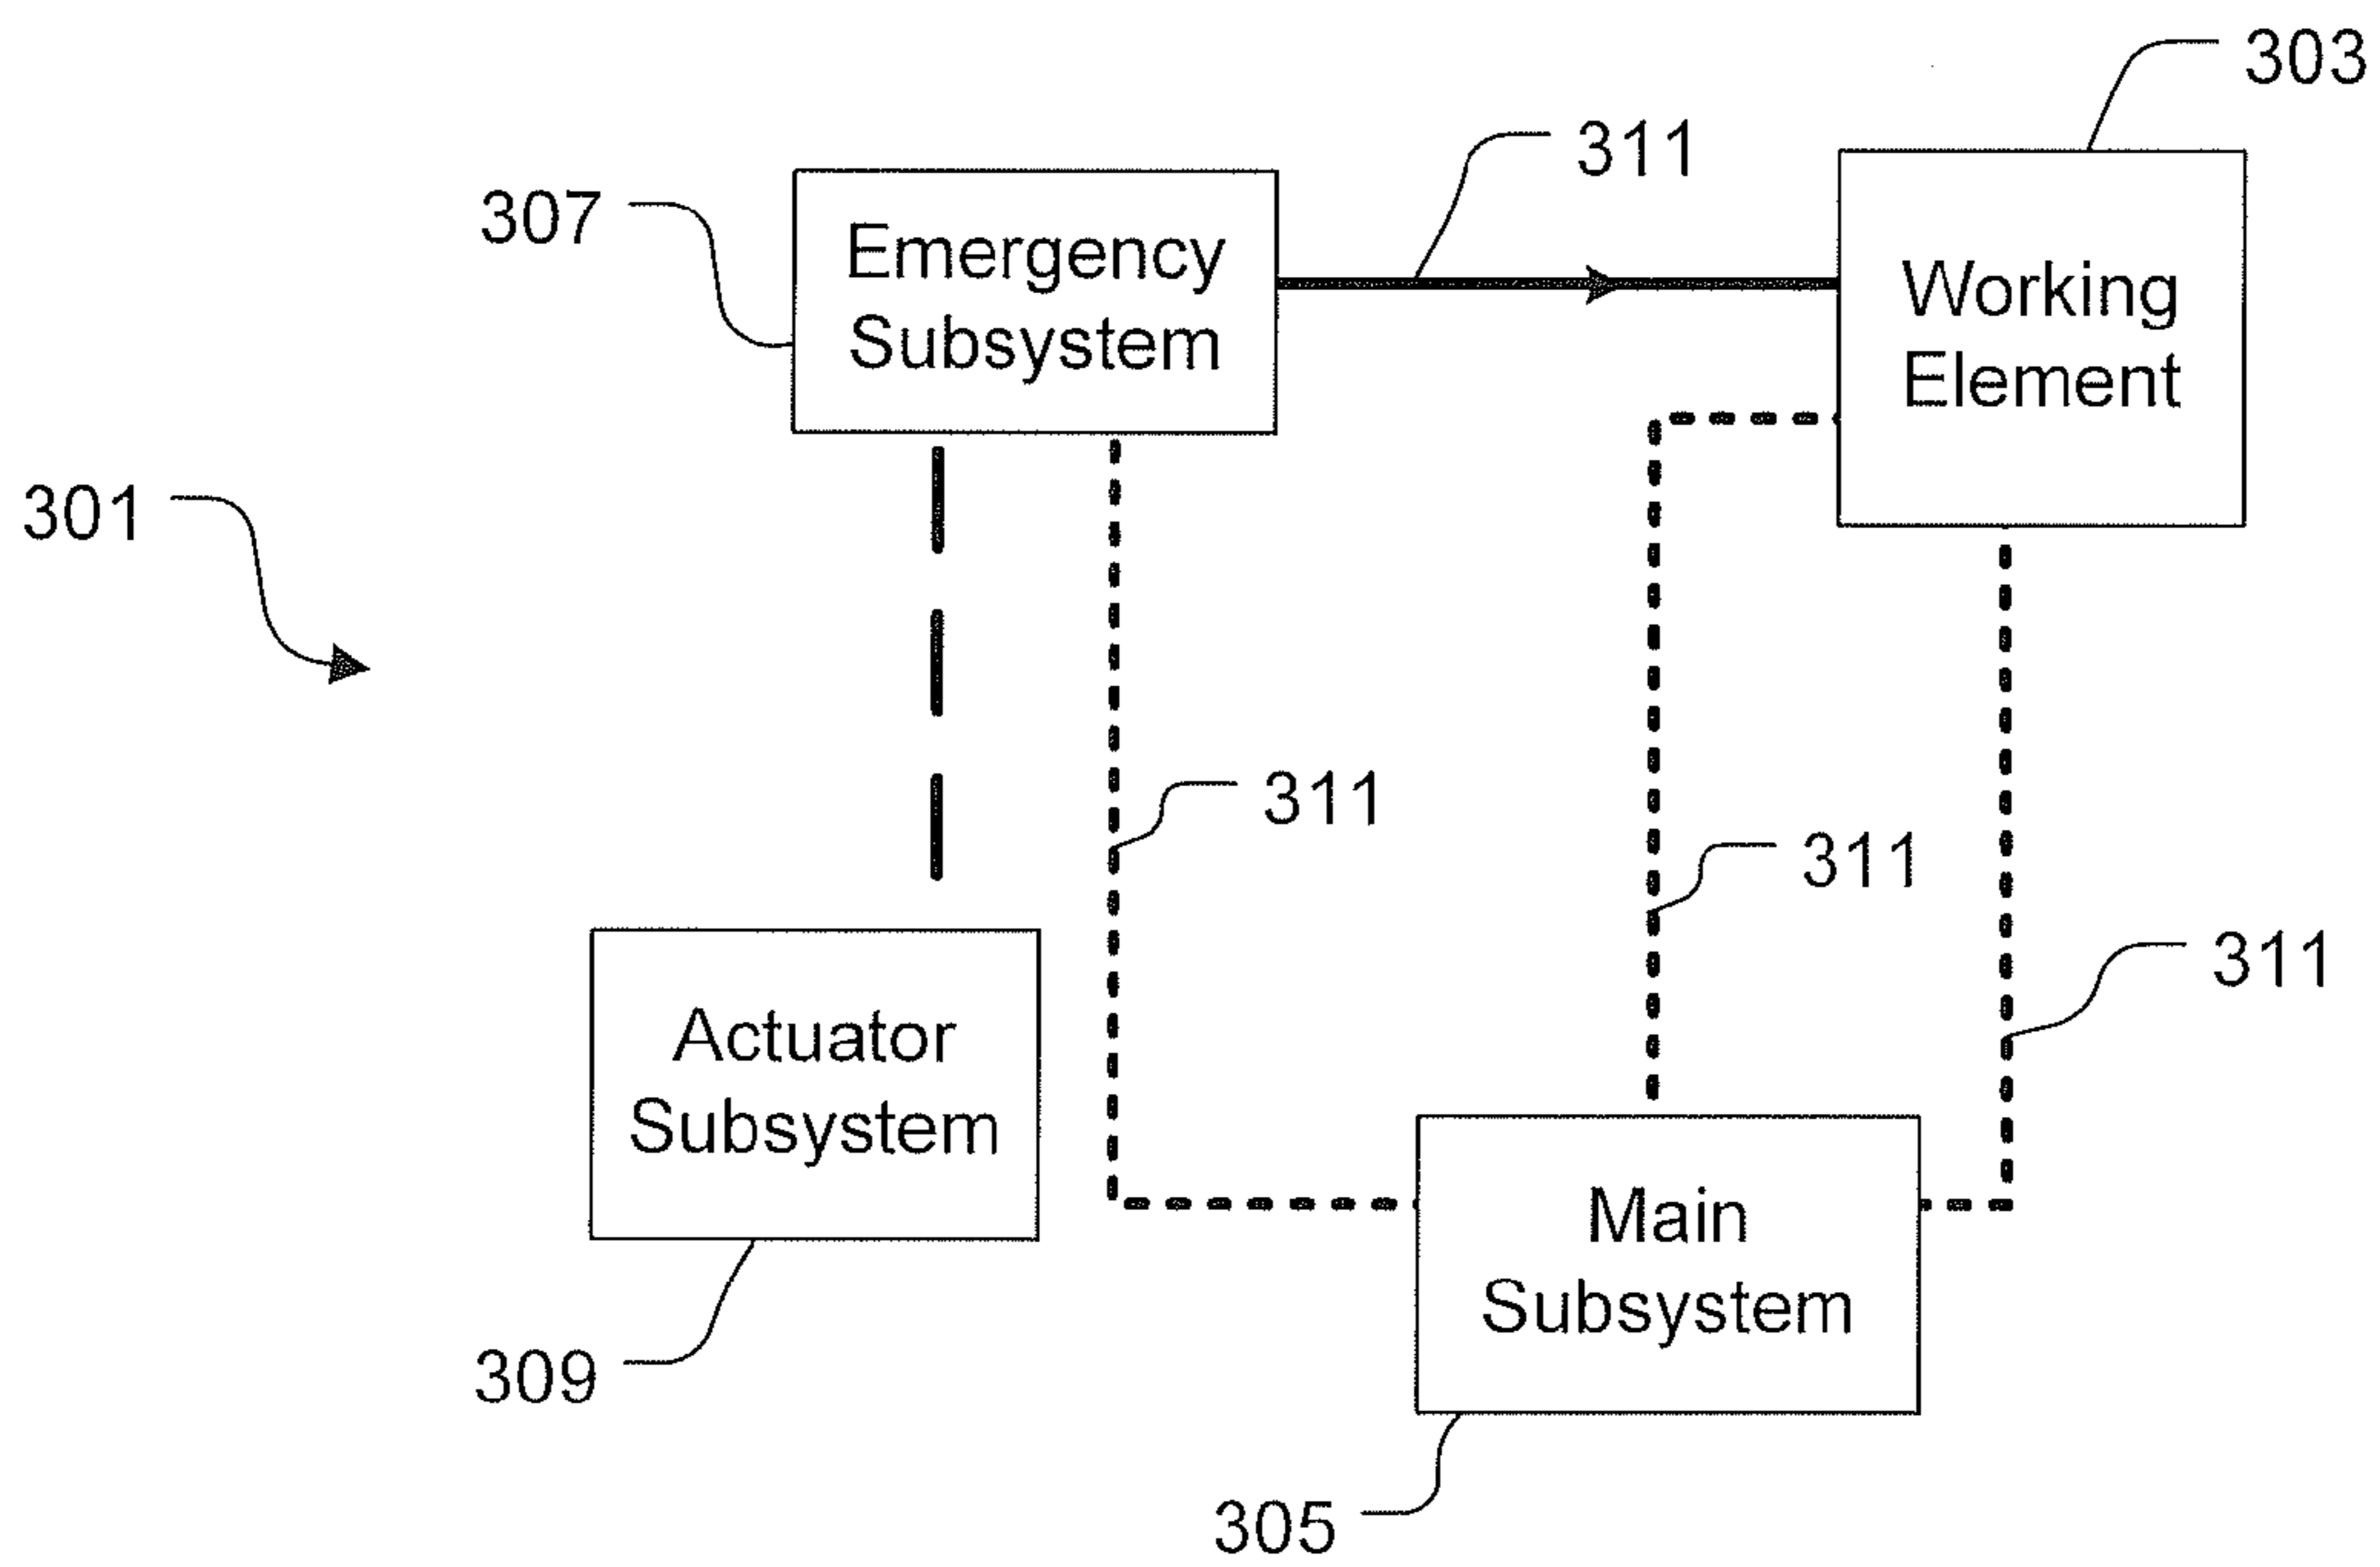 303
311
307
Emergency
Subsystem
Working
Element
301
311
311
311
Actuator
Subsystem
Main
Subsystem
309
305